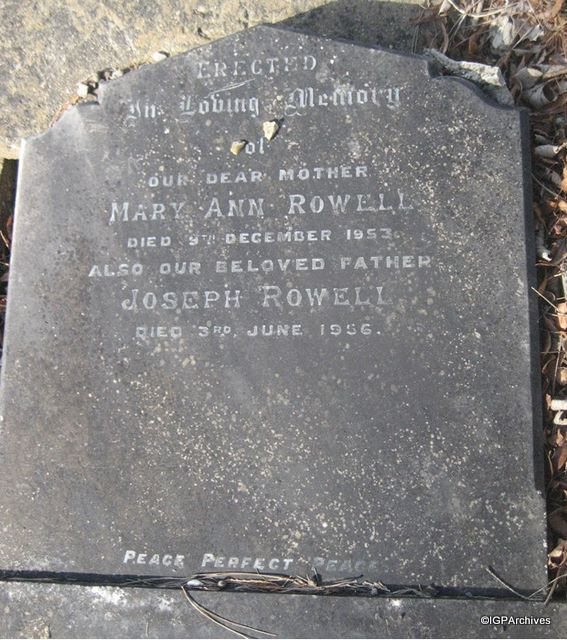 ERECTED
In Loving Memory
of
OUR DEAR MOTHER
MARY ANN ROWELL
DIED 9TH DECEMBER 1953.
ALSO OUR BELOVED FATHER
JOSEPH ROWELL
DIED 3RD, JUNE 1956.
PEACE PERFECT PEACE
©IGPArchives